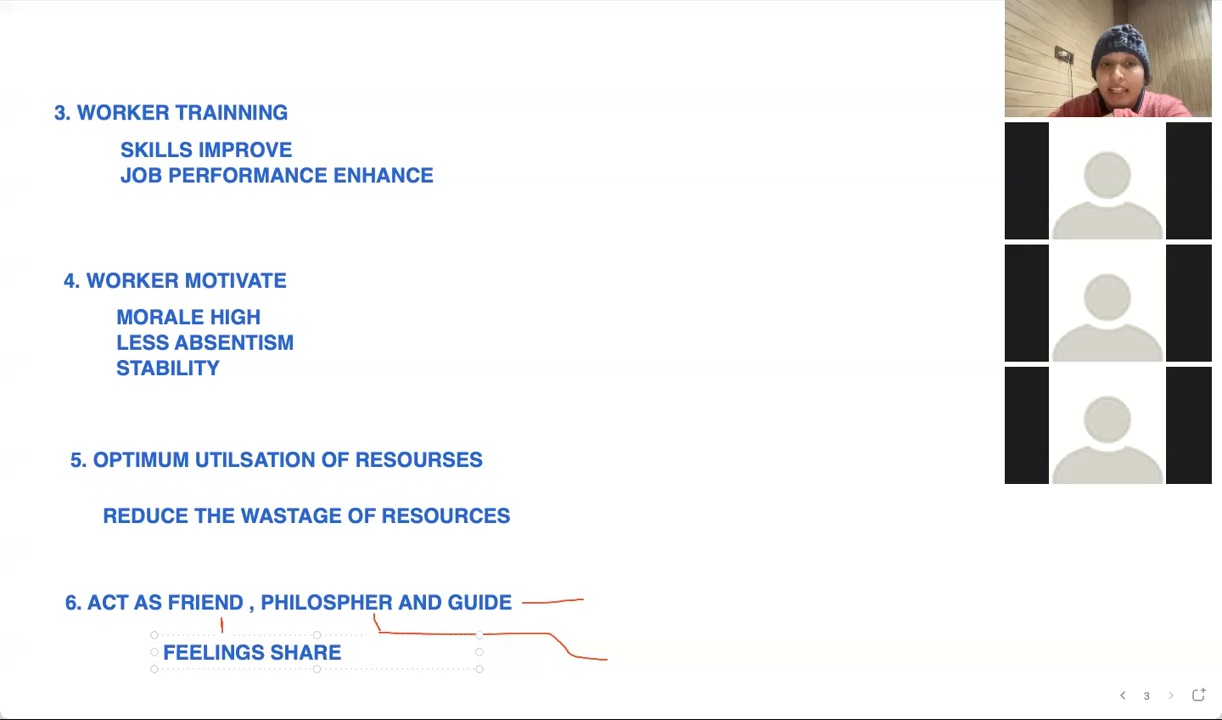 3. WORKER TRAINNING
SKILLS IMPROVE
JOB PERFORMANCE ENHANCE
4. WORKER MOTIVATE
MORALE HIGH
LESS ABSENTISM
STABILITY
5. OPTIMUM UTILSATION OF RESOURSES
REDUCE THE WASTAGE OF RESOURCES
6. ACT AS FRIEND , PHILOSPHER AND GUIDE
FEELINGS SHARE
3